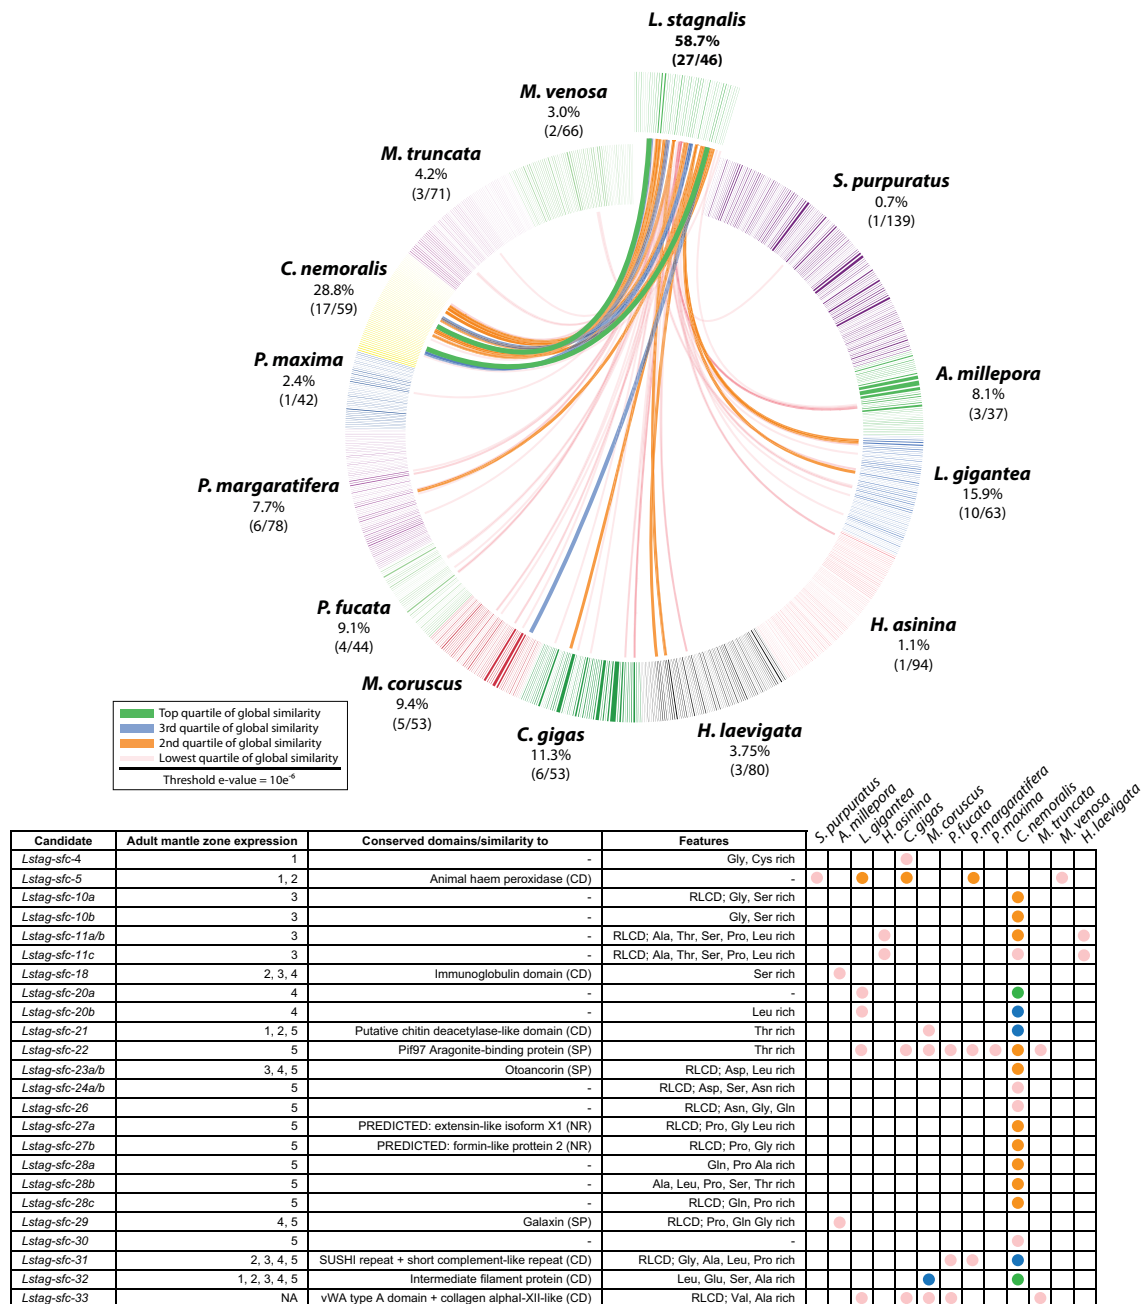 L. stagnalis
58.7%
(27/46)
M. venosa
3.0%
(2/66)
M. truncata
4.2%
(3/71)
S. purpuratus
0.7%
(1/139)
C. nemoralis
28.8%
(17/59)
P. maxima
2.4%
(1/42)
A. millepora
8.1%
(3/37)
P. margaratifera
7.7%
(6/78)
L. gigantea
15.9%
(10/63)
P. fucata
9.1%
(4/44)
H. asinina
1.1%
(1/94)
M. coruscus
9.4%
(5/53)
C. gigas
11.3%
(6/53)
H. laevigata
3.75%
(3/80)
Top quartile of global similarity
3rd quartile of global similarity
2nd quartile of global similarity
Lowest quartile of global similarity
Threshold e-value = 10e-6
S. purpuratus A. millepora L. gigantea H. asinina C. gigas M. coruscus P. fucata P. margaratifera P. maxima C. nemoralis M. truncata M. venosa H. laevigata
Candidate Adult mantle zone expression Conserved domains/similarity to Features
Lstag-sfc-4 1 - Gly, Cys rich
Lstag-sfc-5 1, 2 Animal haem peroxidase (CD) -
Lstag-sfc-10a 3 - RLCD; Gly, Ser rich
Lstag-sfc-10b 3 - Gly, Ser rich
Lstag-sfc-11a/b 3 - RLCD; Ala, Thr, Ser, Pro, Leu rich
Lstag-sfc-11c 3 - RLCD; Ala, Thr, Ser, Pro, Leu rich
Lstag-sfc-18 2, 3, 4 Immunoglobulin domain (CD) Ser rich
Lstag-sfc-20a 4 - -
Lstag-sfc-20b 4 - Leu rich
Lstag-sfc-21 1, 2, 5 Putative chitin deacetylase-like domain (CD) Thr rich
Lstag-sfc-22 5 Pif97 Aragonite-binding protein (SP) Thr rich
Lstag-sfc-23a/b 3, 4, 5 Otoancorin (SP) RLCD; Asp, Leu rich
Lstag-sfc-24a/b 5 - RLCD; Asp, Ser, Asn rich
Lstag-sfc-26 5 - RLCD; Asn, Gly, Gln
Lstag-sfc-27a 5 PREDICTED: extensin-like isoform X1 (NR) RLCD; Pro, Gly Leu rich
Lstag-sfc-27b 5 PREDICTED: formin-like prottein 2 (NR) RLCD; Pro, Gly rich
Lstag-sfc-28a 5 - Gln, Pro Ala rich
Lstag-sfc-28b 5 - Ala, Leu, Pro, Ser, Thr rich
Lstag-sfc-28c 5 - RLCD; Gln, Pro rich
Lstag-sfc-29 4, 5 Galaxin (SP) RLCD; Pro, Gln Gly rich
Lstag-sfc-30 5 - -
Lstag-sfc-31 2, 3, 4, 5 SUSHI repeat + short complement-like repeat (CD) RLCD; Gly, Ala, Leu, Pro rich
Lstag-sfc-32 1, 2, 3, 4, 5 Intermediate filament protein (CD) Leu, Glu, Ser, Ala rich
Lstag-sfc-33 NA vWA type A domain + collagen alphaI-XII-like (CD) RLCD; Val, Ala rich